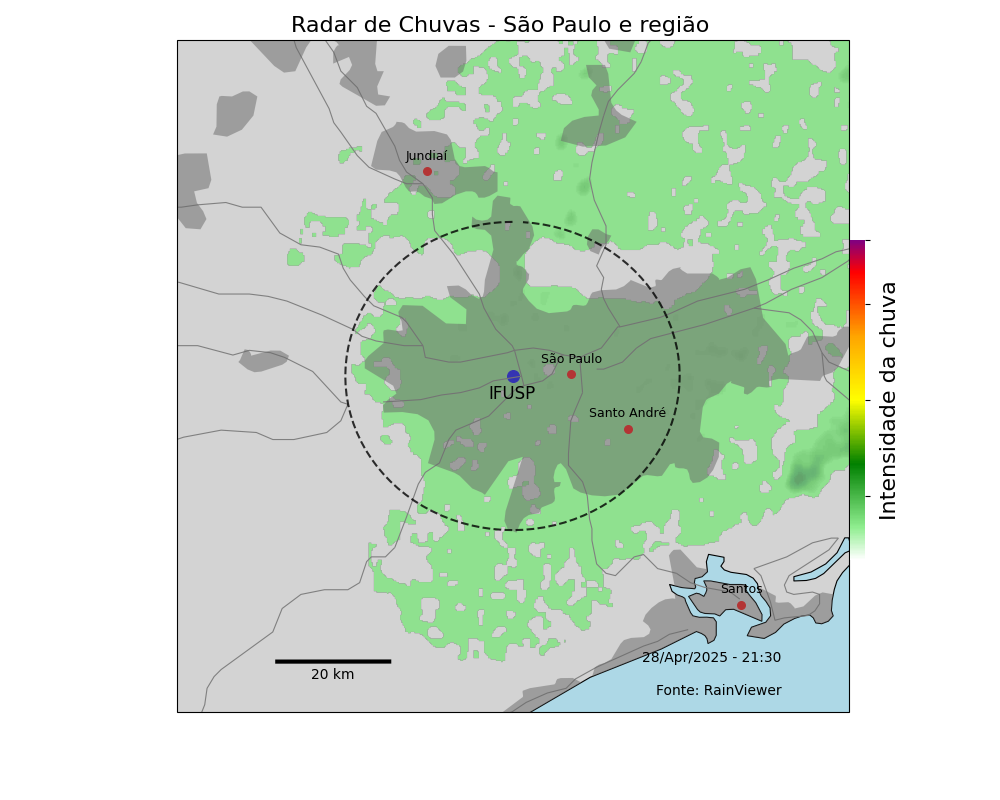 Radar de Chuvas - São Paulo e região
Jundiaí
São Paulo
IFUSP
Santo André
Intensidade da chuva
Santos
28/Apr/2025 - 21:30
20 km
Fonte: RainViewer